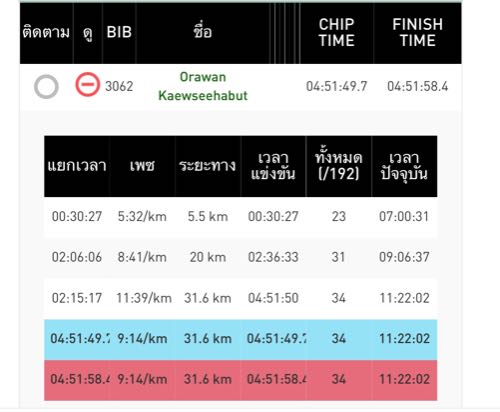 ติดตาม ดู BIB ชื่อ CHIP TIME FINISH TIME
3062 Orawan Kaewseehabut 04:51:49.7 04:51:58.4
แยกเวลา เพซ ระยะทาง เวลาแข่งขัน ทั้งหมด (/192) เวลาปัจจุบัน
00:30:27 5:32/km 5.5 km 00:30:27 23 07:00:31
02:06:06 8:41/km 20 km 02:36:33 31 09:06:37
02:15:17 11:39/km 31.6 km 04:51:50 34 11:22:02
04:51:49.7 9:14/km 31.6 km 04:51:49.7 34 11:22:02
04:51:58.4 9:14/km 31.6 km 04:51:58.4 34 11:22:02